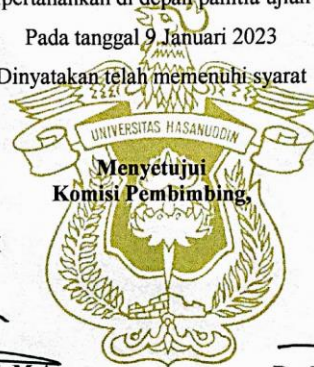 pertahankan di depan panitia ujian
Pada tanggal 9 Januari 2023
Dinyatakan telah memenuhi syarat
UNIVERSITAS HASANUDDIN
Menyetujui
Komisi Pembimbing,